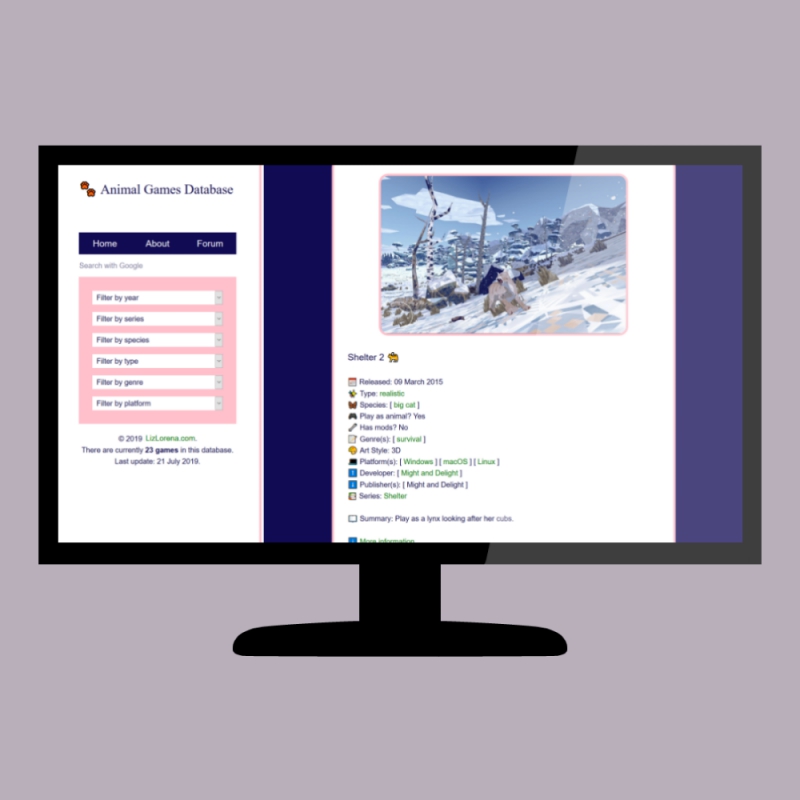 Animal Games Database
Home About Forum
Search with Google
Filter by year
Filter by series
Filter by species
Filter by type
Filter by genre
Filter by platform
© 2019 LizLorena.com.
There are currently 23 games in this database.
Last update: 21 July 2019.
Shelter 2
Released: 09 March 2015
Type: realistic
Species: [ big cat ]
Play as animal? Yes
Has mods? No
Genre(s): [ survival ]
Art Style: 3D
Platform(s): [ Windows ] [ macOS ] [ Linux ]
Developer: [ Might and Delight ]
Publisher(s): [ Might and Delight ]
Series: Shelter
Summary: Play as a lynx looking after her cubs.
More information